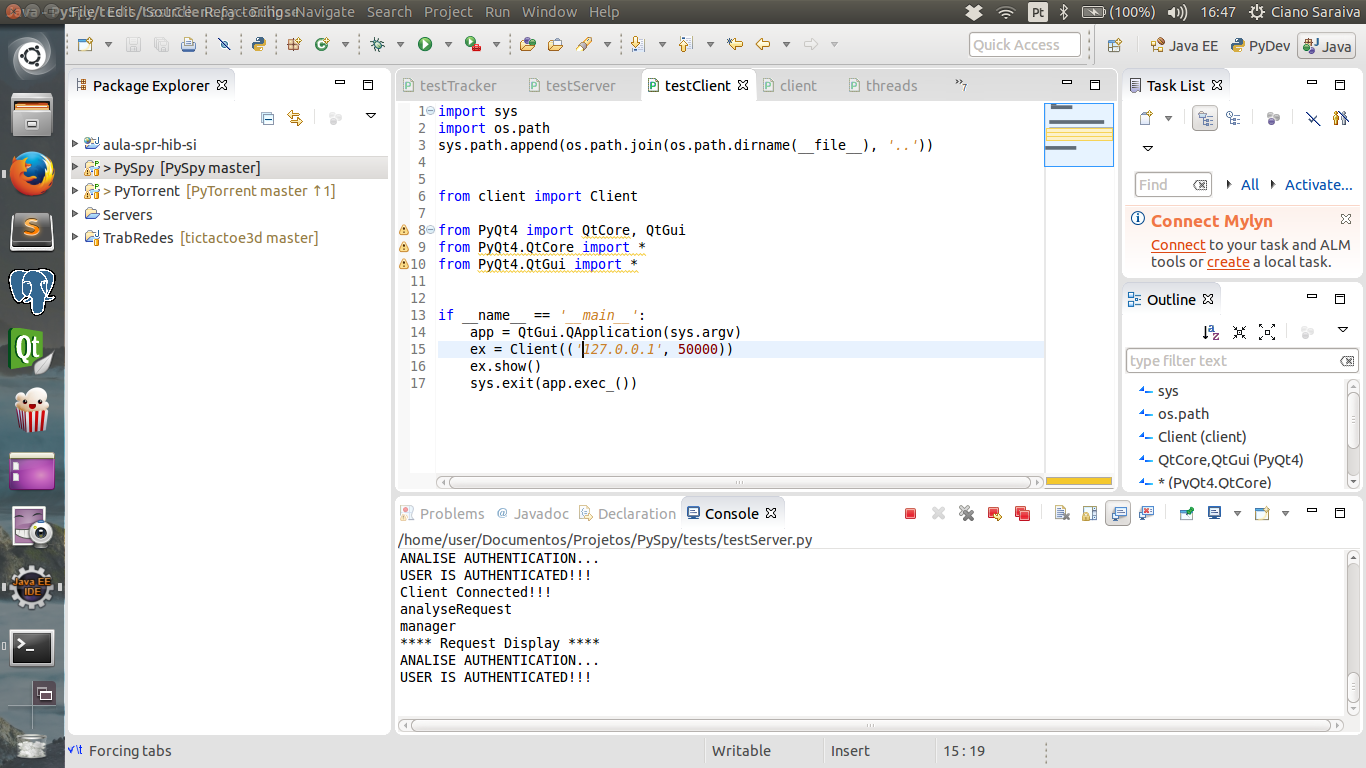 File Edit Source Refactoring Navigate Search Project Run Window Help
Pt (100%) 16:47 Ciano Saraiva
Quick Access Java EE PyDev Java
Package Explorer
aula-spr-hib-si
> PySpy [PySpy master]
> PyTorrent [PyTorrent master ↑1]
Servers
TrabRedes [tictactoe3d master]
testTracker testServer testClient client threads »7
1 import sys
2 import os.path
3 sys.path.append(os.path.join(os.path.dirname(__file__), '..'))
4
5
6 from client import Client
7
8 from PyQt4 import QtCore, QtGui
9 from PyQt4.QtCore import *
10 from PyQt4.QtGui import *
11
12
13 if __name__ == '__main__':
14 app = QtGui.QApplication(sys.argv)
15 ex = Client(('127.0.0.1', 50000))
16 ex.show()
17 sys.exit(app.exec_())
Task List
Find All Activate...
Connect Mylyn
Connect to your task and ALM
tools or create a local task.
Outline
type filter text
sys
os.path
Client (client)
QtCore,QtGui (PyQt4)
* (PyQt4.QtCore)
Problems @ Javadoc Declaration Console
/home/user/Documentos/Projetos/PySpy/tests/testServer.py
ANALISE AUTHENTICATION...
USER IS AUTHENTICATED!!!
Client Connected!!!
analyseRequest
manager
**** Request Display ****
ANALISE AUTHENTICATION...
USER IS AUTHENTICATED!!!
Qt
Java EE
IDE
Forcing tabs Writable Insert 15 : 19